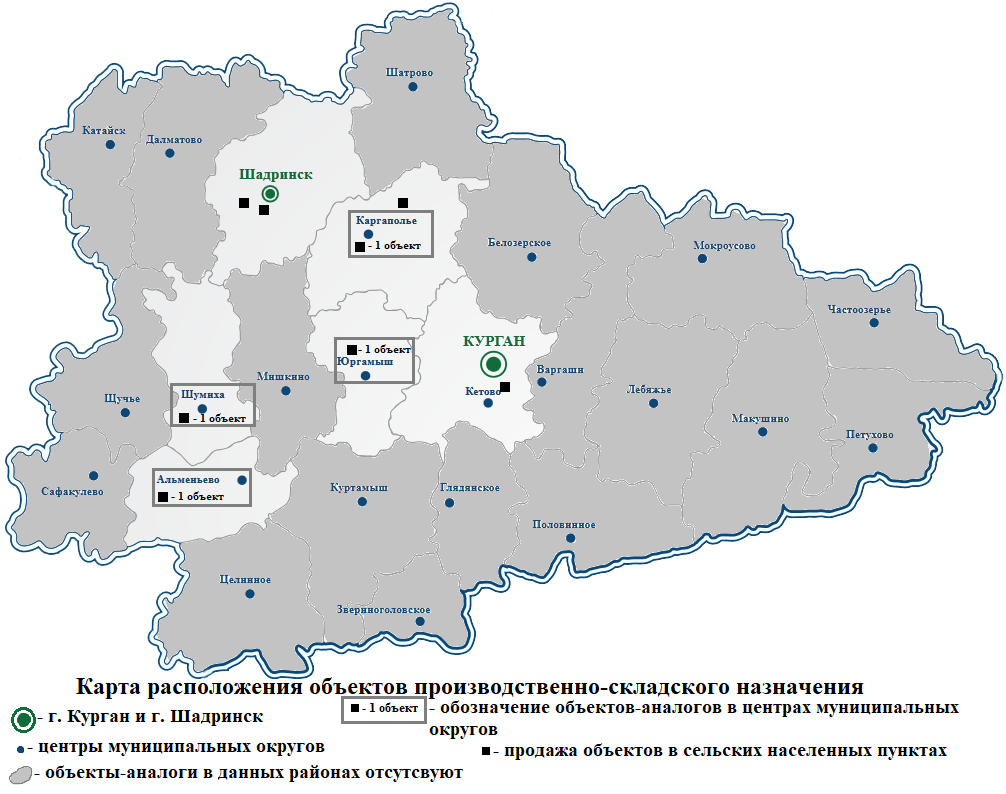 Шатрово
Катайск
Далматово
Шадринск
Каргаполье
- 1 объект
Белозерское
Мокроусово
Частоозерье
КУРГАН
- 1 объект
Юргамыш
Варгаши
Мишкино
Кетово
Лебяжье
Щучье
Шумиха
- 1 объект
Макушино
Петухово
Альменьево
- 1 объект
Сафакулево
Куртамыш
Глядянское
Половинное
Целинное
Звериноголовское
Карта расположения объектов производственно-складского назначения
- г. Курган и г. Шадринск
- 1 объект
- обозначение объектов-аналогов в центрах муниципальных
округов
- центры муниципальных округов
- продажа объектов в сельских населенных пунктах
- объекты-аналоги в данных районах отсутсвуют